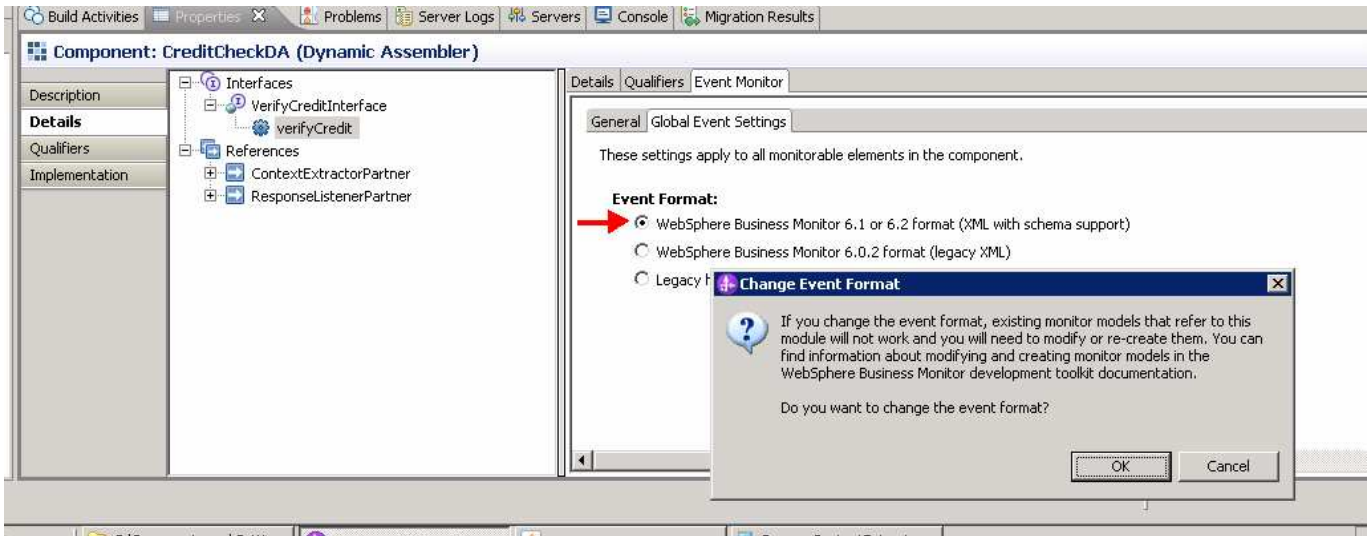 Build Activities Properties Problems Server Logs Servers Console Migration Results
Component: CreditCheckDA (Dynamic Assembler)
Description
Details
Qualifiers
Implementation
Interfaces
VerifyCreditInterface
verifyCredit
References
ContextExtractorPartner
ResponseListenerPartner
Details Qualifiers Event Monitor
General Global Event Settings
These settings apply to all monitorable elements in the component.
Event Format:
WebSphere Business Monitor 6.1 or 6.2 format (XML with schema support)
WebSphere Business Monitor 6.0.2 format (legacy XML)
Legacy
Change Event Format
If you change the event format, existing monitor models that refer to this
module will not work and you will need to modify or re-create them. You can
find information about modifying and creating monitor models in the
WebSphere Business Monitor development toolkit documentation.
Do you want to change the event format?
OK Cancel